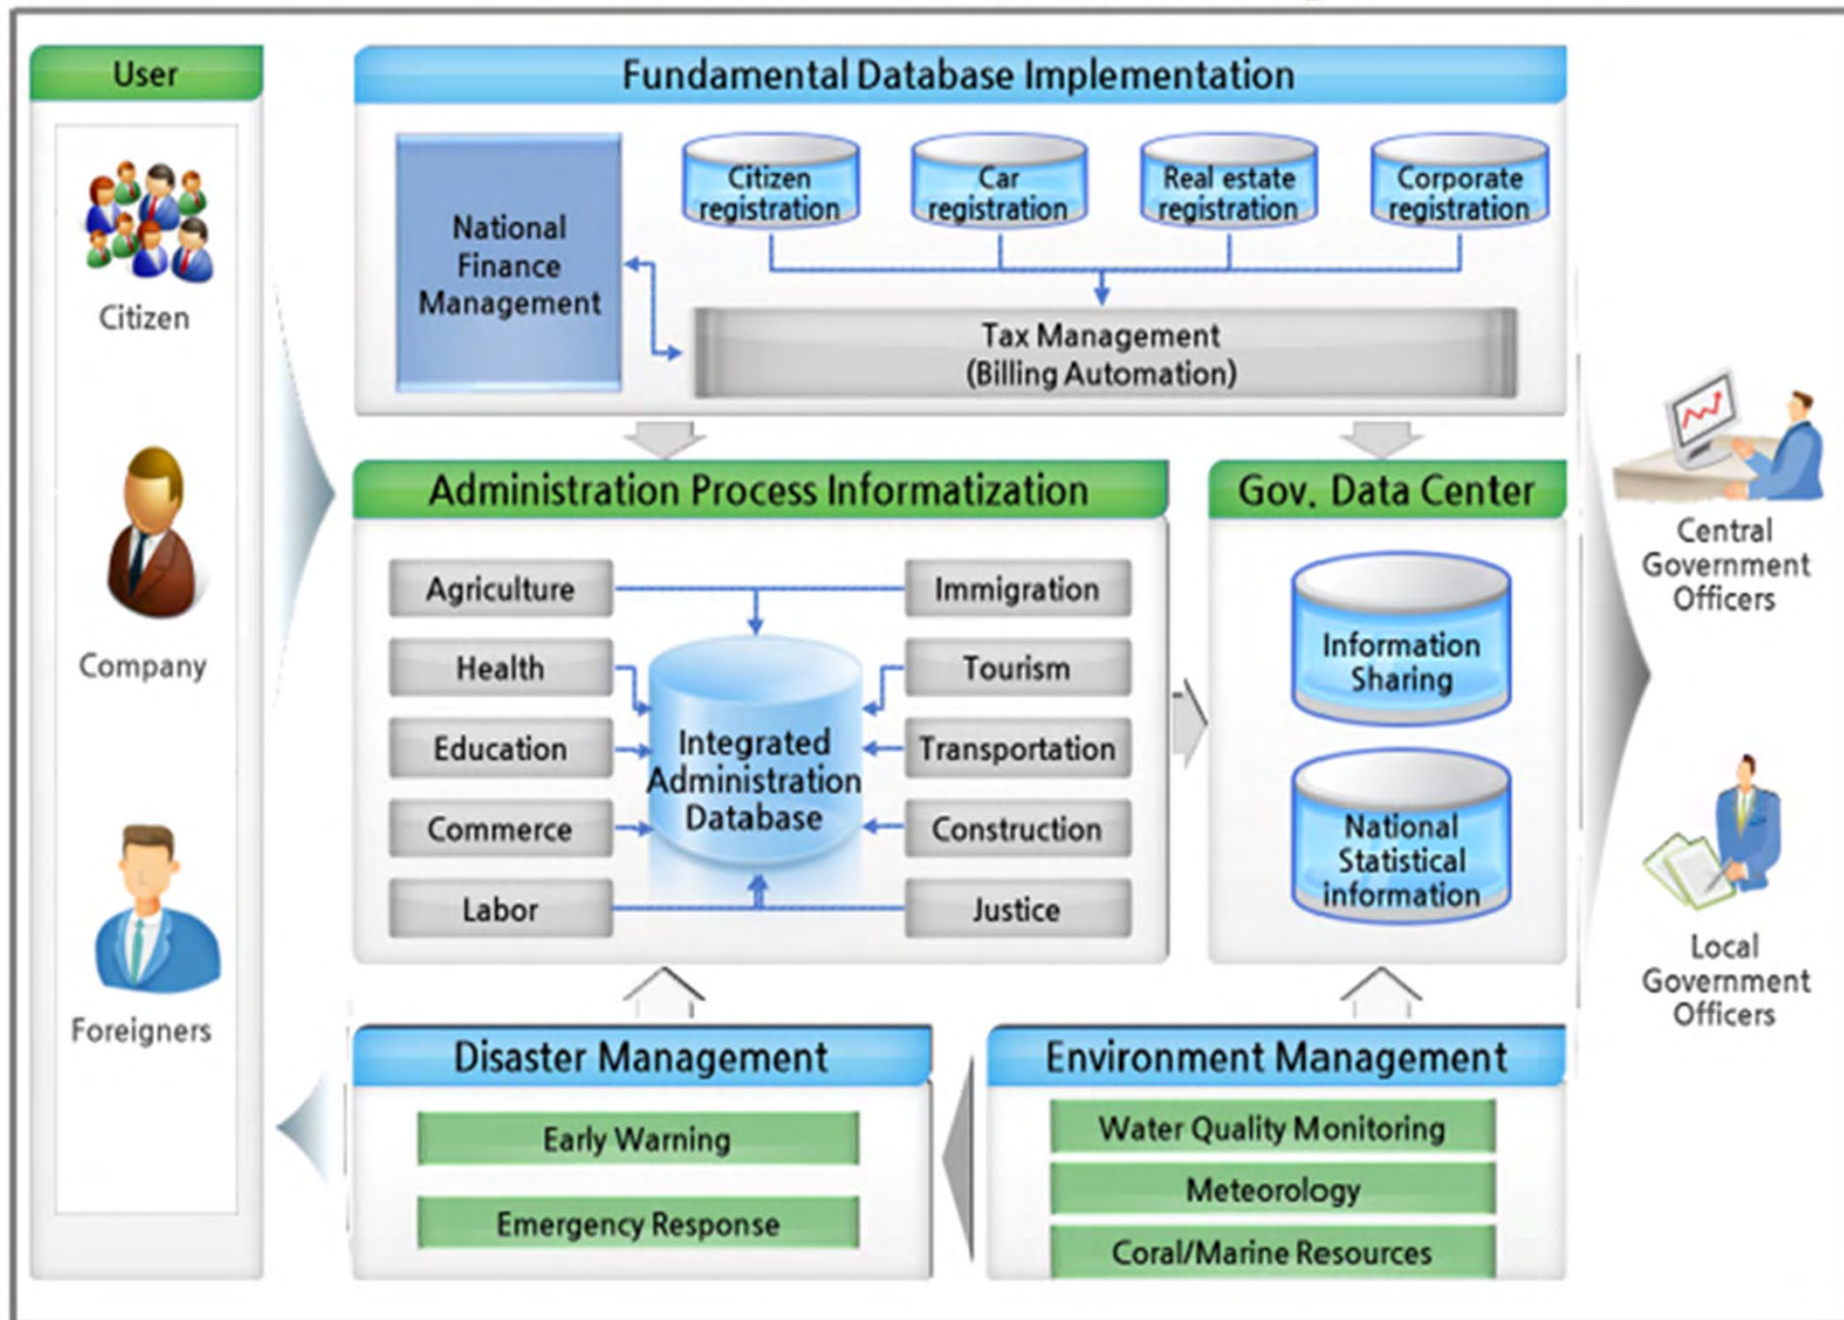 User
Citizen
Company
Foreigners
Fundamental Database Implementation
National
Finance
Management
Citizen
registration
Car
registration
Real estate
registration
Corporate
registration
Tax Management
(Billing Automation)
Administration Process Informatization
Agriculture
Health
Education
Commerce
Labor
Integrated
Administration
Database
Immigration
Tourism
Transportation
Construction
Justice
Gov. Data Center
Information
Sharing
National
Statistical
information
Disaster Management
Early Warning
Emergency Response
Environment Management
Water Quality Monitoring
Meteorology
Coral/Marine Resources
Central
Government
Officers
Local
Government
Officers